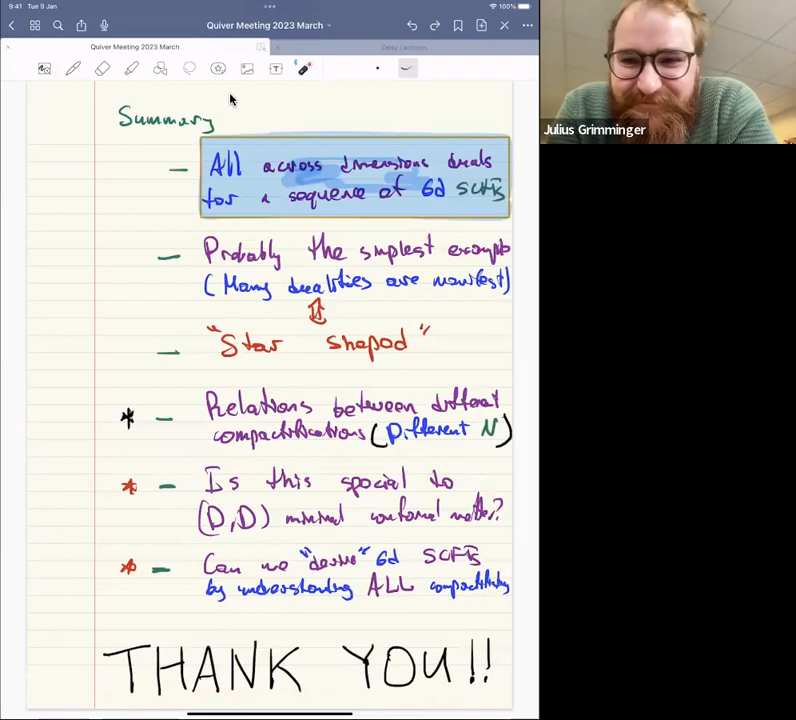 9:41 Tue 9 Jan
100%
Quiver Meeting 2023 March
Quiver Meeting 2023 March
Desy Lectures
Julius Grimminger
Summary
- All across dimensions duals
for a sequence of 6d SCFTs
- Probably the simplest example
(Many dualities are manifest)
- "Star shaped"
* - Relations between different
compactifications (Different N)
* - Is this special to
(D,D) minimal conformal matter?
* - Can we "derive" 6d SCFTs
by understanding ALL
THANK YOU!!